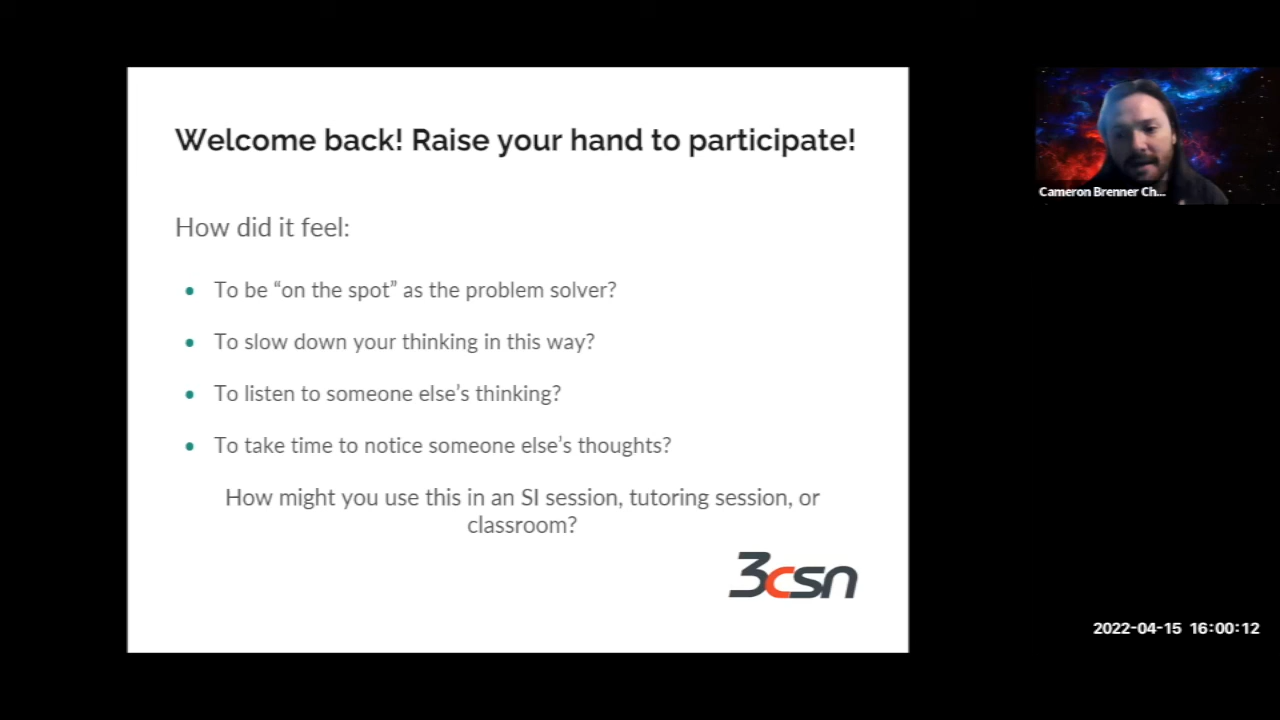 Welcome back! Raise your hand to participate!
How did it feel:
• To be “on the spot” as the problem solver?
• To slow down your thinking in this way?
• To listen to someone else’s thinking?
• To take time to notice someone else’s thoughts?
How might you use this in an SI session, tutoring session, or
classroom?
3csn
Cameron Brenner Ch...
2022-04-15 16:00:12